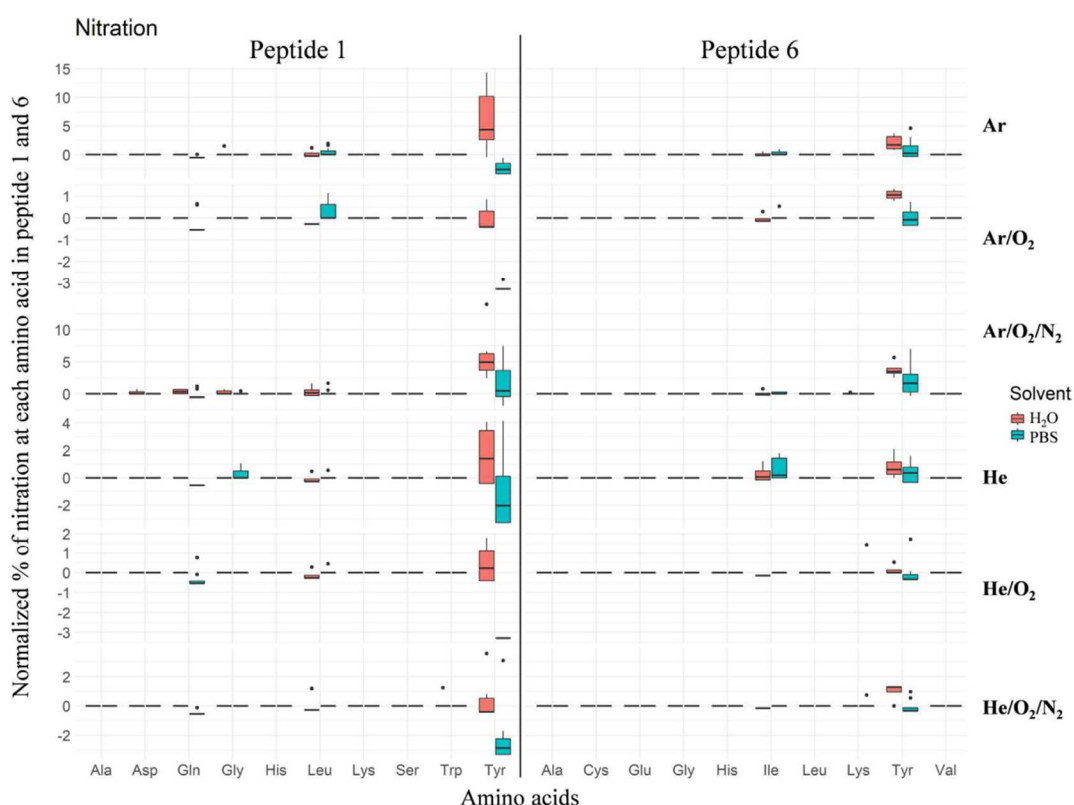 Nitration
Peptide 1 Peptide 6
Normalized % of nitration at each amino acid in peptide 1 and 6
15
10
5
0
Ar
1
0
-1
-2
-3
Ar/O₂
10
5
0
Ar/O₂/N₂
Solvent
H₂O
PBS
4
2
0
-2
He
2
1
0
-1
-2
-3
He/O₂
2
0
-2
He/O₂/N₂
Ala Asp Gln Gly His Leu Lys Ser Trp Tyr Ala Cys Glu Gly His Ile Leu Lys Tyr Val
Amino acids